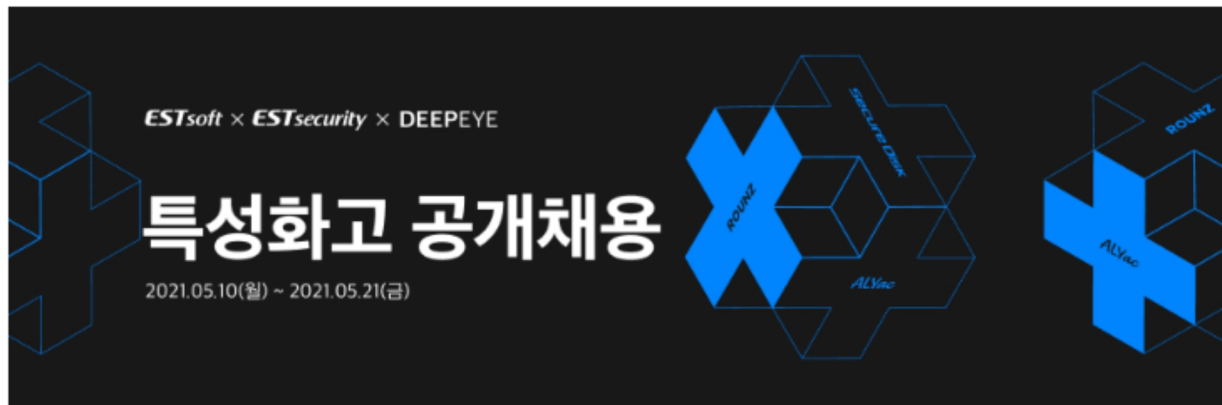 ESTsoft × ESTsecurity × DEEPEYE
특성화고 공개채용
2021.05.10(월) ~ 2021.05.21(금)
Secure Disk
ROUNZ
ALYac
ROUNZ
ALYac